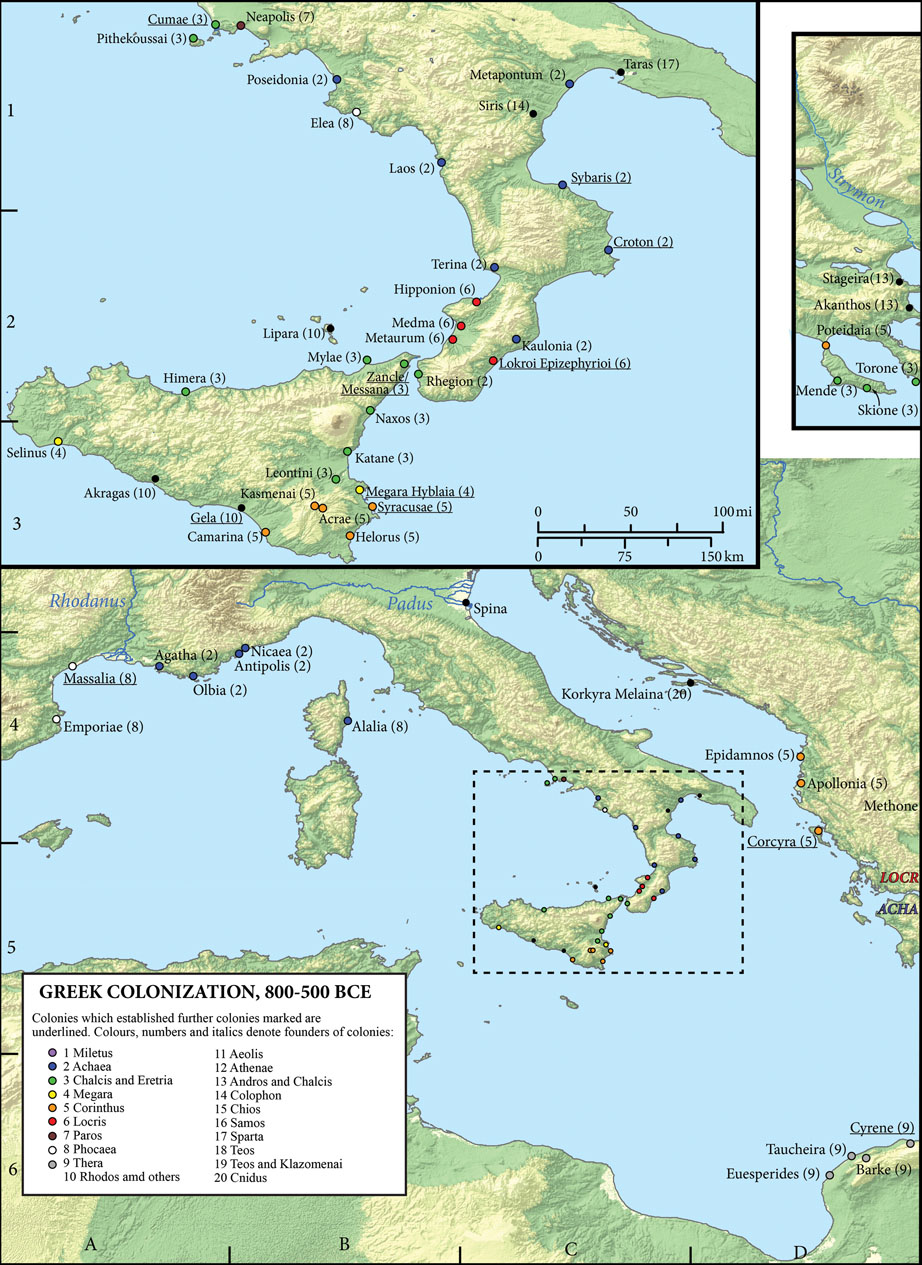 Cumae (3)
Neapolis (7)
Pithekoussai (3)
Poseidonia (2)
Elea (8)
Metapontum (2)
Taras (17)
Siris (14)
1
Laos (2)
Sybaris (2)
Croton (2)
Terina (2)
Hipponion (6)
2
Lipara (10)
Medma (6)
Metaurum (6)
Kaulonia (2)
Mylae (3)
Lokroi Epizephyrioi (6)
Zancle/
Messana (3)
Rhegion (2)
Himera (3)
Naxos (3)
Selinus (4)
Katane (3)
Leontini (3)
Akragas (10)
Kasmenai (5)
Megara Hyblaia (4)
Syracusae (5)
Gela (10)
Acrae (5)
3
Camarina (5)
Helorus (5)
0 50 100 mi
0 75 150 km
Strymon
Stageira(13)
Akanthos (13)
Poteidaia (5)
Torone (3)
Mende (3)
Skione (3)
Rhodanus
Padus
Spina
Agatha (2)
Nicaea (2)
Antipolis (2)
Massalia (8)
Olbia (2)
Korkyra Melaina (20)
4
Emporiae (8)
Alalia (8)
Epidamnos (5)
Apollonia (5)
Methone
Corcyra (5)
LOCR
ACHA
5
GREEK COLONIZATION, 800-500 BCE
Colonies which established further colonies marked are
underlined. Colours, numbers and italics denote founders of colonies:
1 Miletus
2 Achaea
3 Chalcis and Eretria
4 Megara
5 Corinthus
6 Locris
7 Paros
8 Phocaea
9 Thera
10 Rhodos amd others
11 Aeolis
12 Athenae
13 Andros and Chalcis
14 Colophon
15 Chios
16 Samos
17 Sparta
18 Teos
19 Teos and Klazomenai
20 Cnidus
Cyrene (9)
Taucheira (9)
Barke (9)
Euesperides (9)
6
A
B
C
D